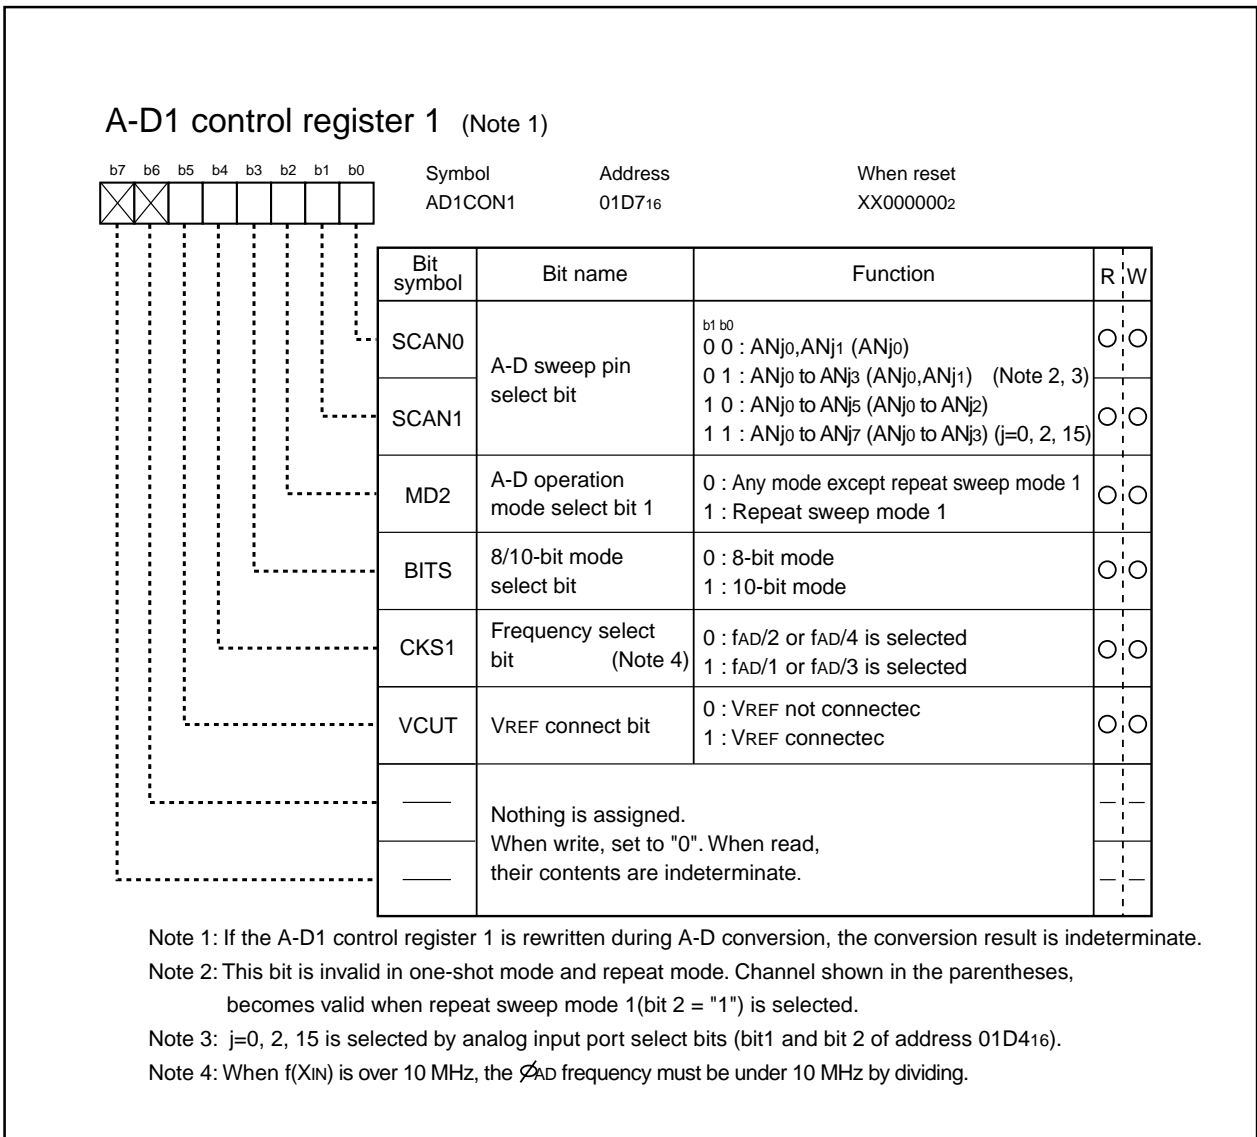 A-D1 control register 1 (Note 1)
b7 b6 b5 b4 b3 b2 b1 b0
Symbol Address When reset
AD1CON1 01D716 XX0000002
Bit symbol Bit name Function R W
SCAN0
SCAN1
A-D sweep pin
select bit
b1 b0
0 0 : ANj0,ANj1 (ANj0)
0 1 : ANj0 to ANj3 (ANj0,ANj1) (Note 2, 3)
1 0 : ANj0 to ANj5 (ANj0 to ANj2)
1 1 : ANj0 to ANj7 (ANj0 to ANj3) (j=0, 2, 15)
MD2
A-D operation
mode select bit 1
0 : Any mode except repeat sweep mode 1
1 : Repeat sweep mode 1
BITS
8/10-bit mode
select bit
0 : 8-bit mode
1 : 10-bit mode
CKS1
Frequency select
bit (Note 4)
0 : fAD/2 or fAD/4 is selected
1 : fAD/1 or fAD/3 is selected
VCUT
VREF connect bit
0 : VREF not connectec
1 : VREF connectec
Nothing is assigned.
When write, set to "0". When read,
their contents are indeterminate.
Note 1: If the A-D1 control register 1 is rewritten during A-D conversion, the conversion result is indeterminate.
Note 2: This bit is invalid in one-shot mode and repeat mode. Channel shown in the parentheses,
becomes valid when repeat sweep mode 1(bit 2 = "1") is selected.
Note 3: j=0, 2, 15 is selected by analog input port select bits (bit1 and bit 2 of address 01D416).
Note 4: When f(XIN) is over 10 MHz, the ØAD frequency must be under 10 MHz by dividing.